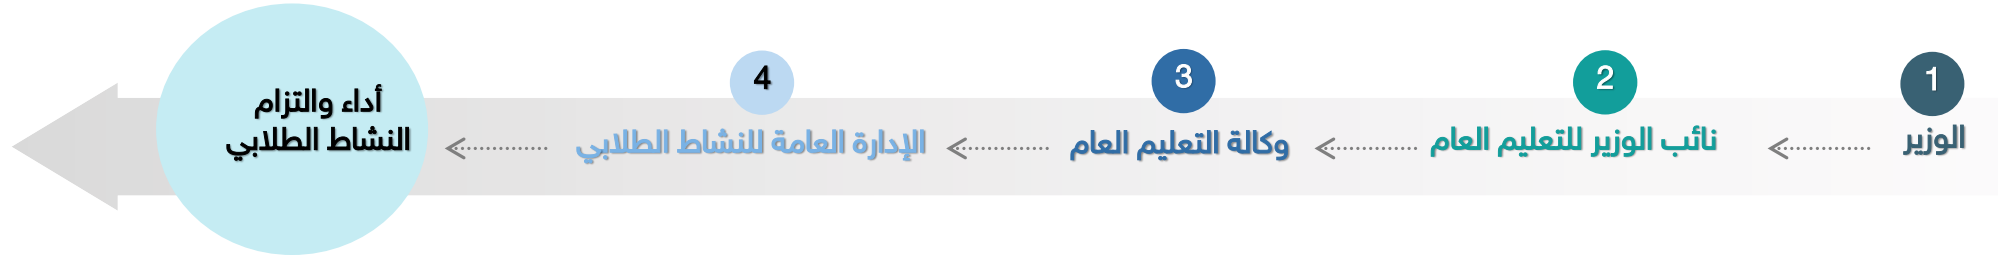 1
الوزير
2
نائب الوزير للتعليم العام
3
وكالة التعليم العام
4
الإدارة العامة للنشاط الطلابي
أداء والتزام
النشاط الطلابي